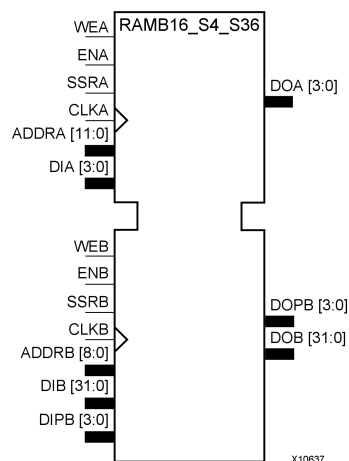 RAMB16_S4_S36
WEA
ENA
SSRA
CLKA
ADDRA [11:0]
DIA [3:0]
DOA [3:0]
WEB
ENB
SSRB
CLKB
ADDRB [8:0]
DIB [31:0]
DIPB [3:0]
DOPB [3:0]
DOB [31:0]
X10637